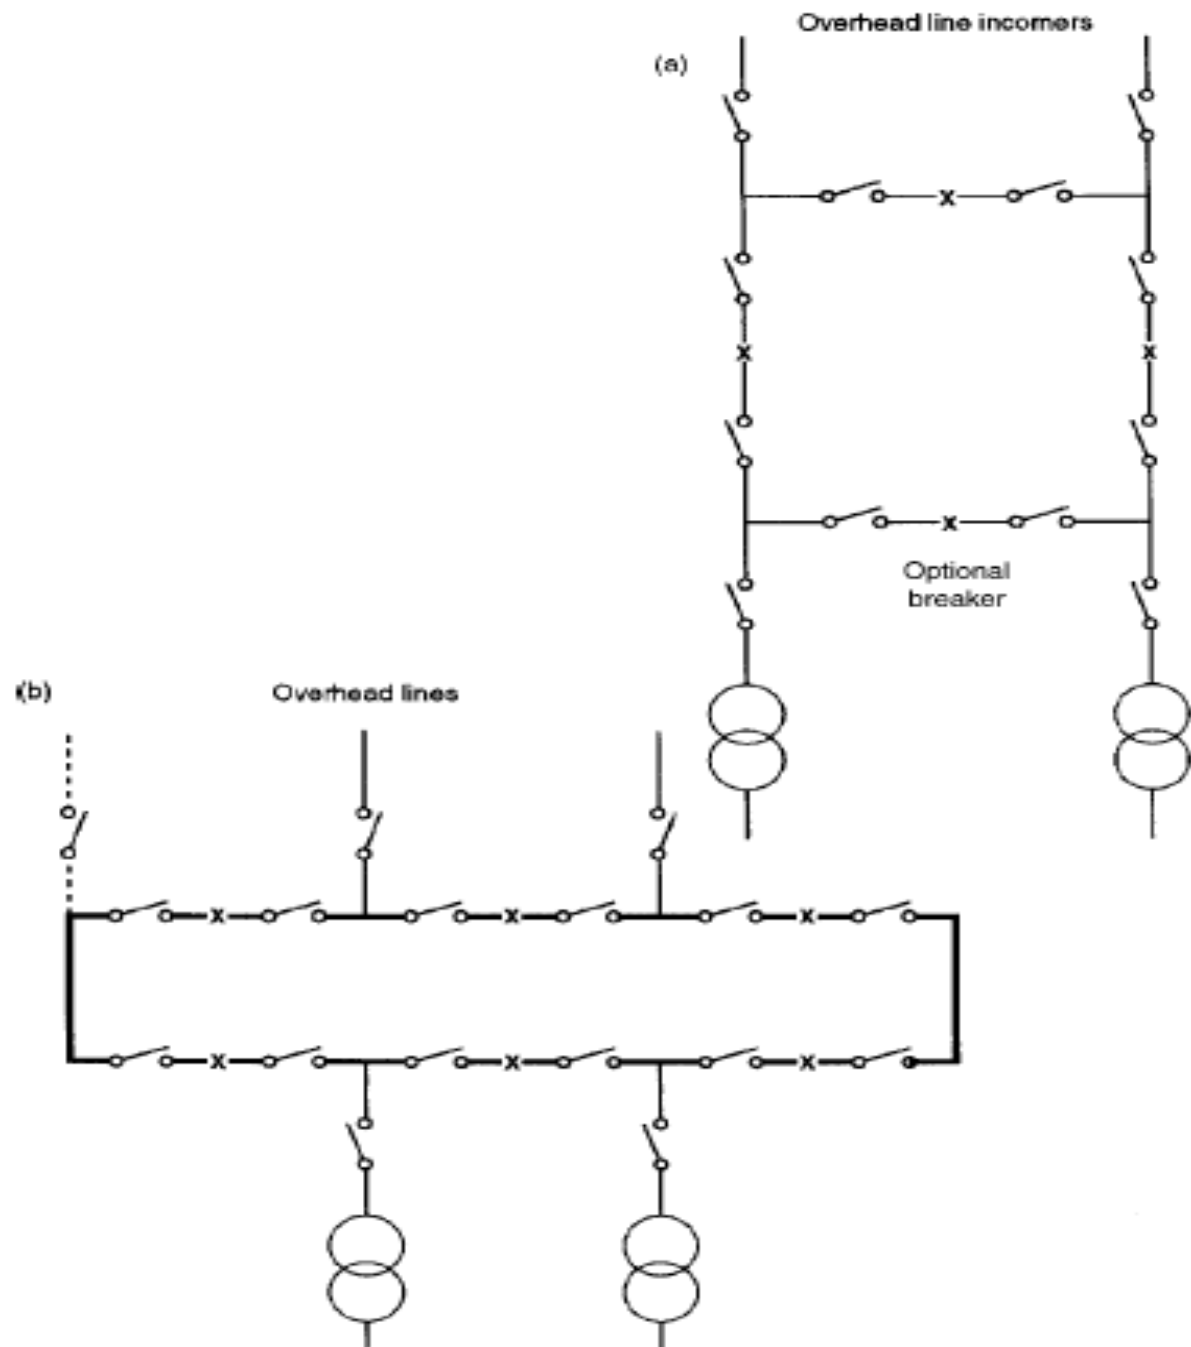 Overhead line incomers
(a)
Optional
breaker
(b)
Overhead lines